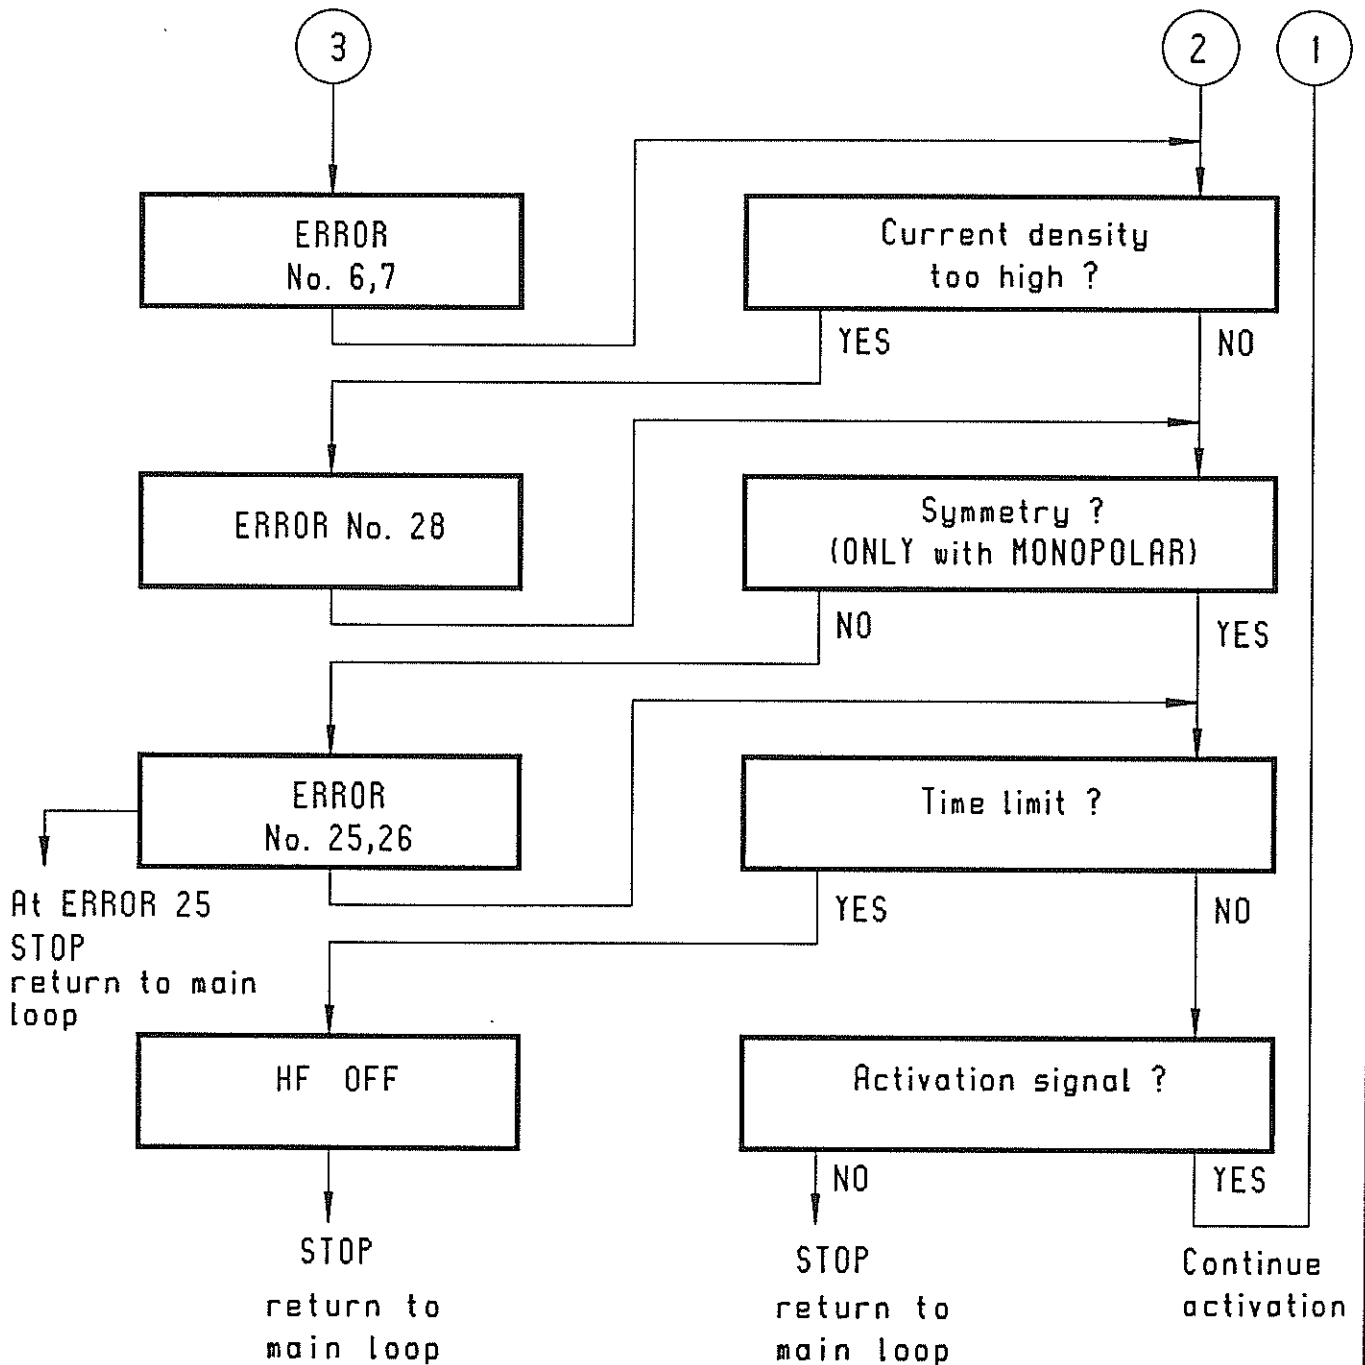 3
2
1
ERROR
No. 6,7
Current density
too high ?
YES
NO
ERROR No. 28
Symmetry ?
(ONLY with MONOPOLAR)
NO
YES
ERROR
No. 25,26
Time limit ?
At ERROR 25
STOP
return to main
loop
YES
NO
HF OFF
Activation signal ?
NO
YES
STOP
return to
main loop
STOP
return to
main loop
Continue
activation